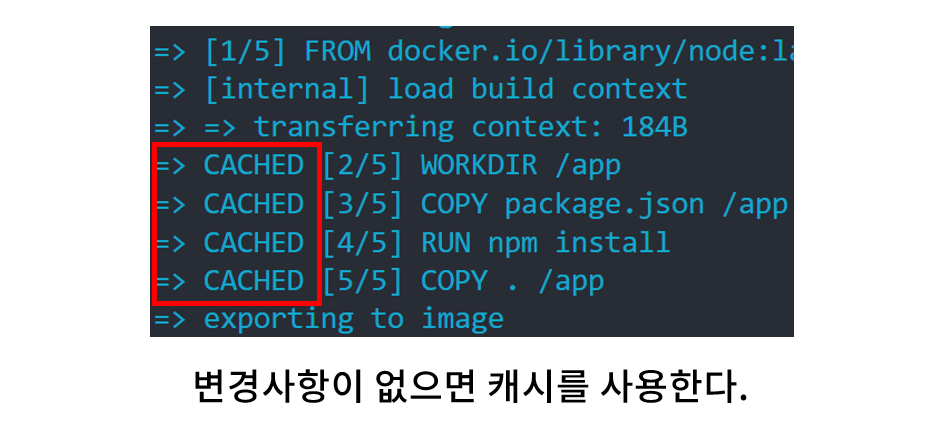 => [1/5] FROM docker.io/library/node:la
=> [internal] load build context
=> => transferring context: 184B
=> CACHED [2/5] WORKDIR /app
=> CACHED [3/5] COPY package.json /app
=> CACHED [4/5] RUN npm install
=> CACHED [5/5] COPY . /app
=> exporting to image
변경사항이 없으면 캐시를 사용한다.